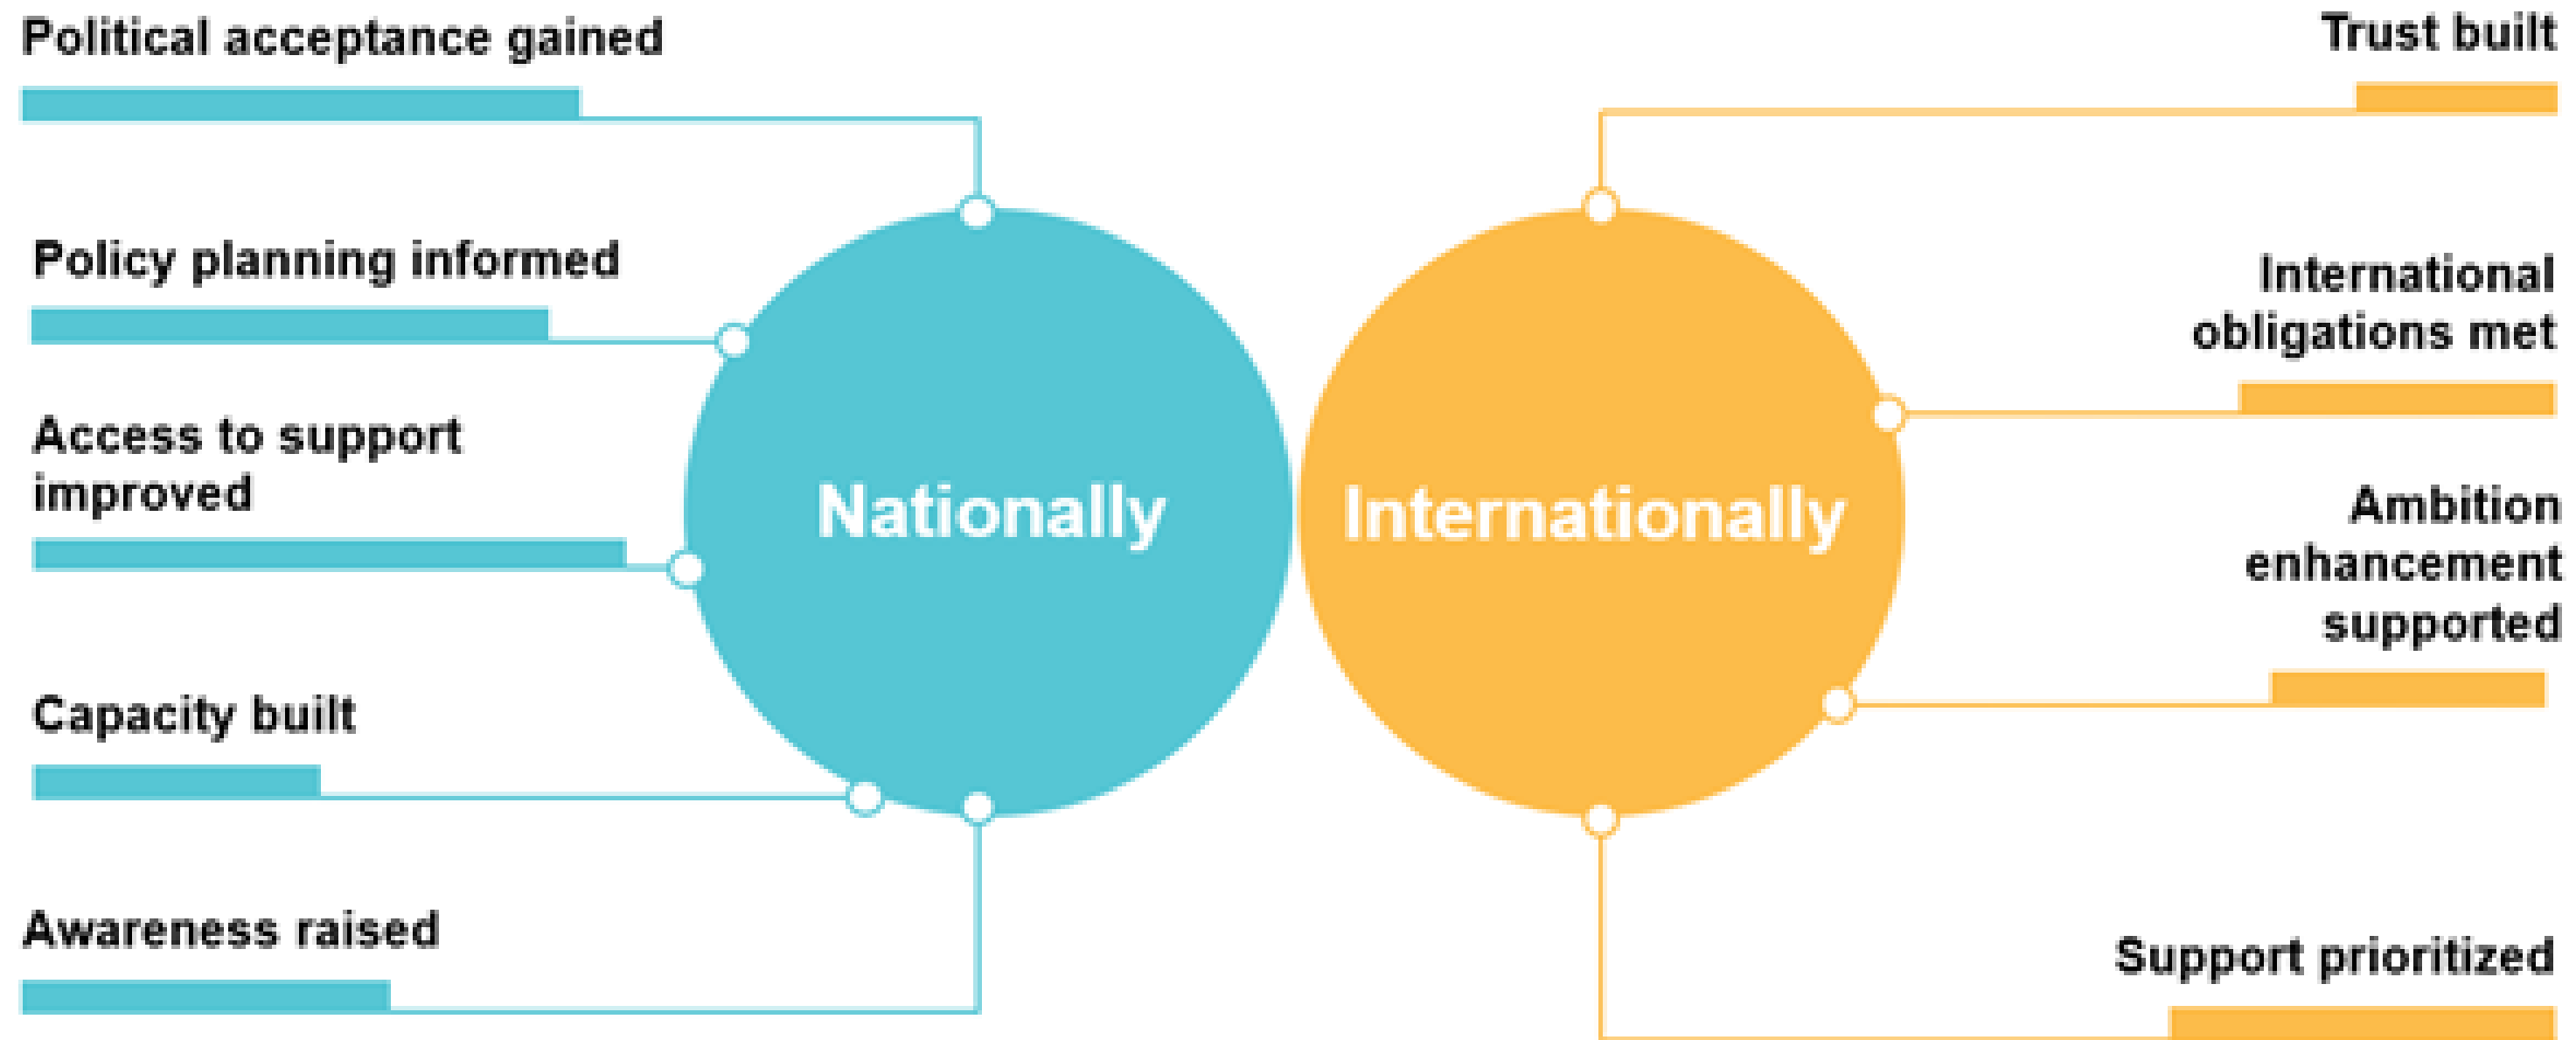 Political acceptance gained
Policy planning informed
Access to support
improved
Capacity built
Awareness raised
Nationally
Internationally
Trust built
International
obligations met
Ambition
enhancement
supported
Support prioritized